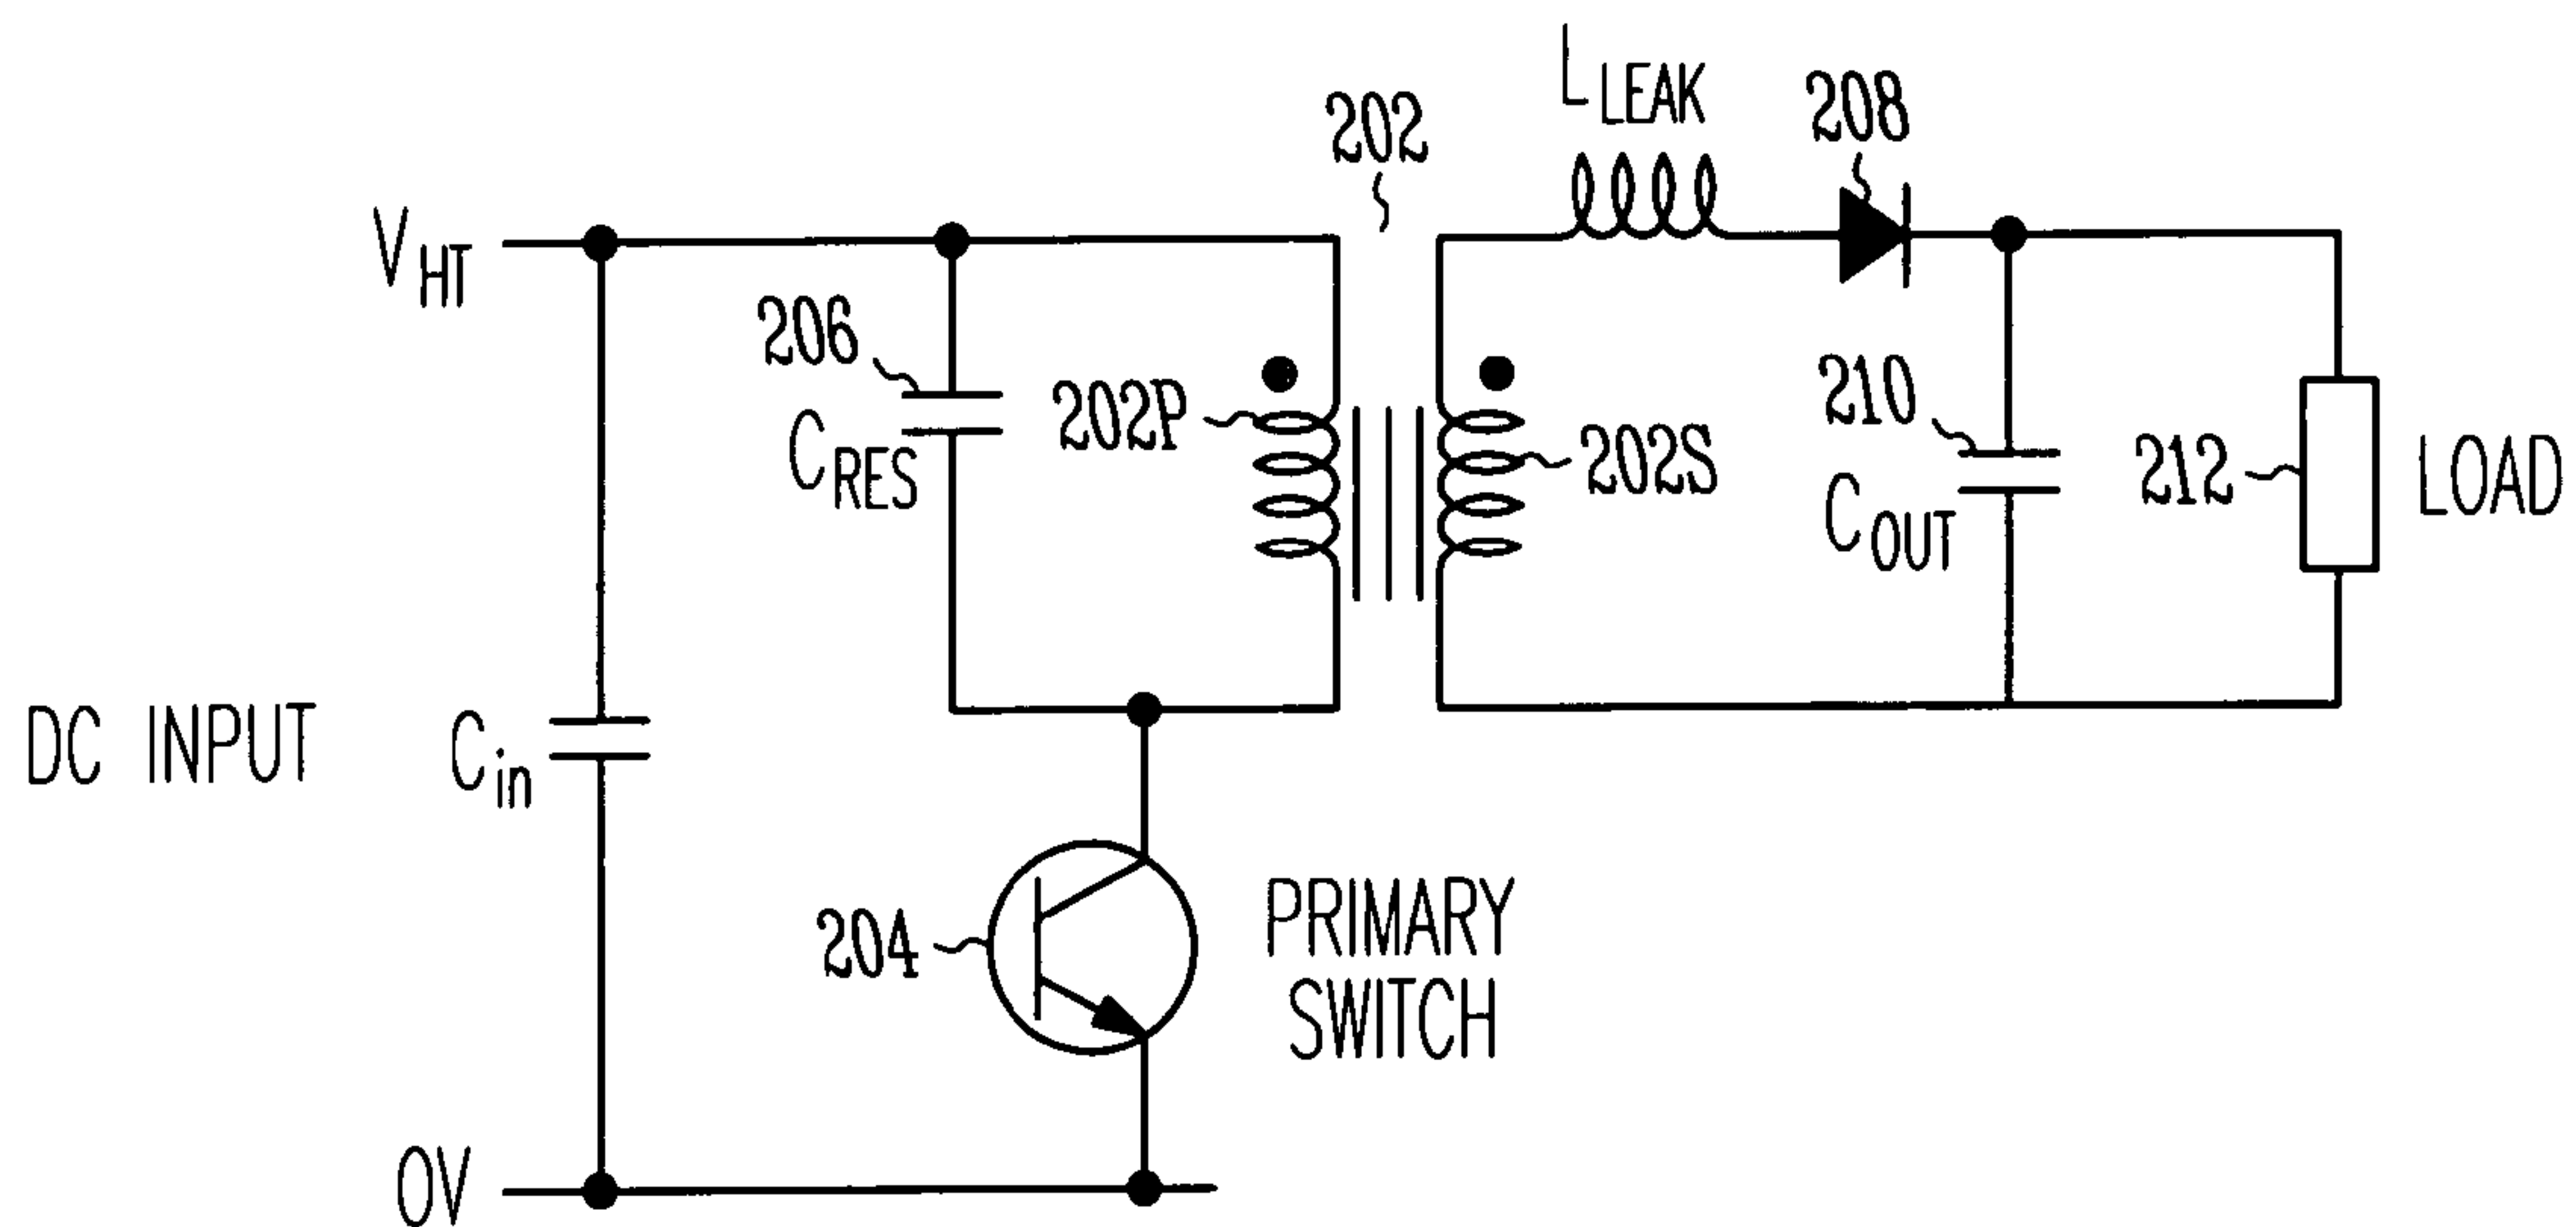 L LEAK
202
208
V HT
206
C RES
202P
202S
210
C OUT
212
LOAD
DC INPUT
C in
204
PRIMARY
SWITCH
0V